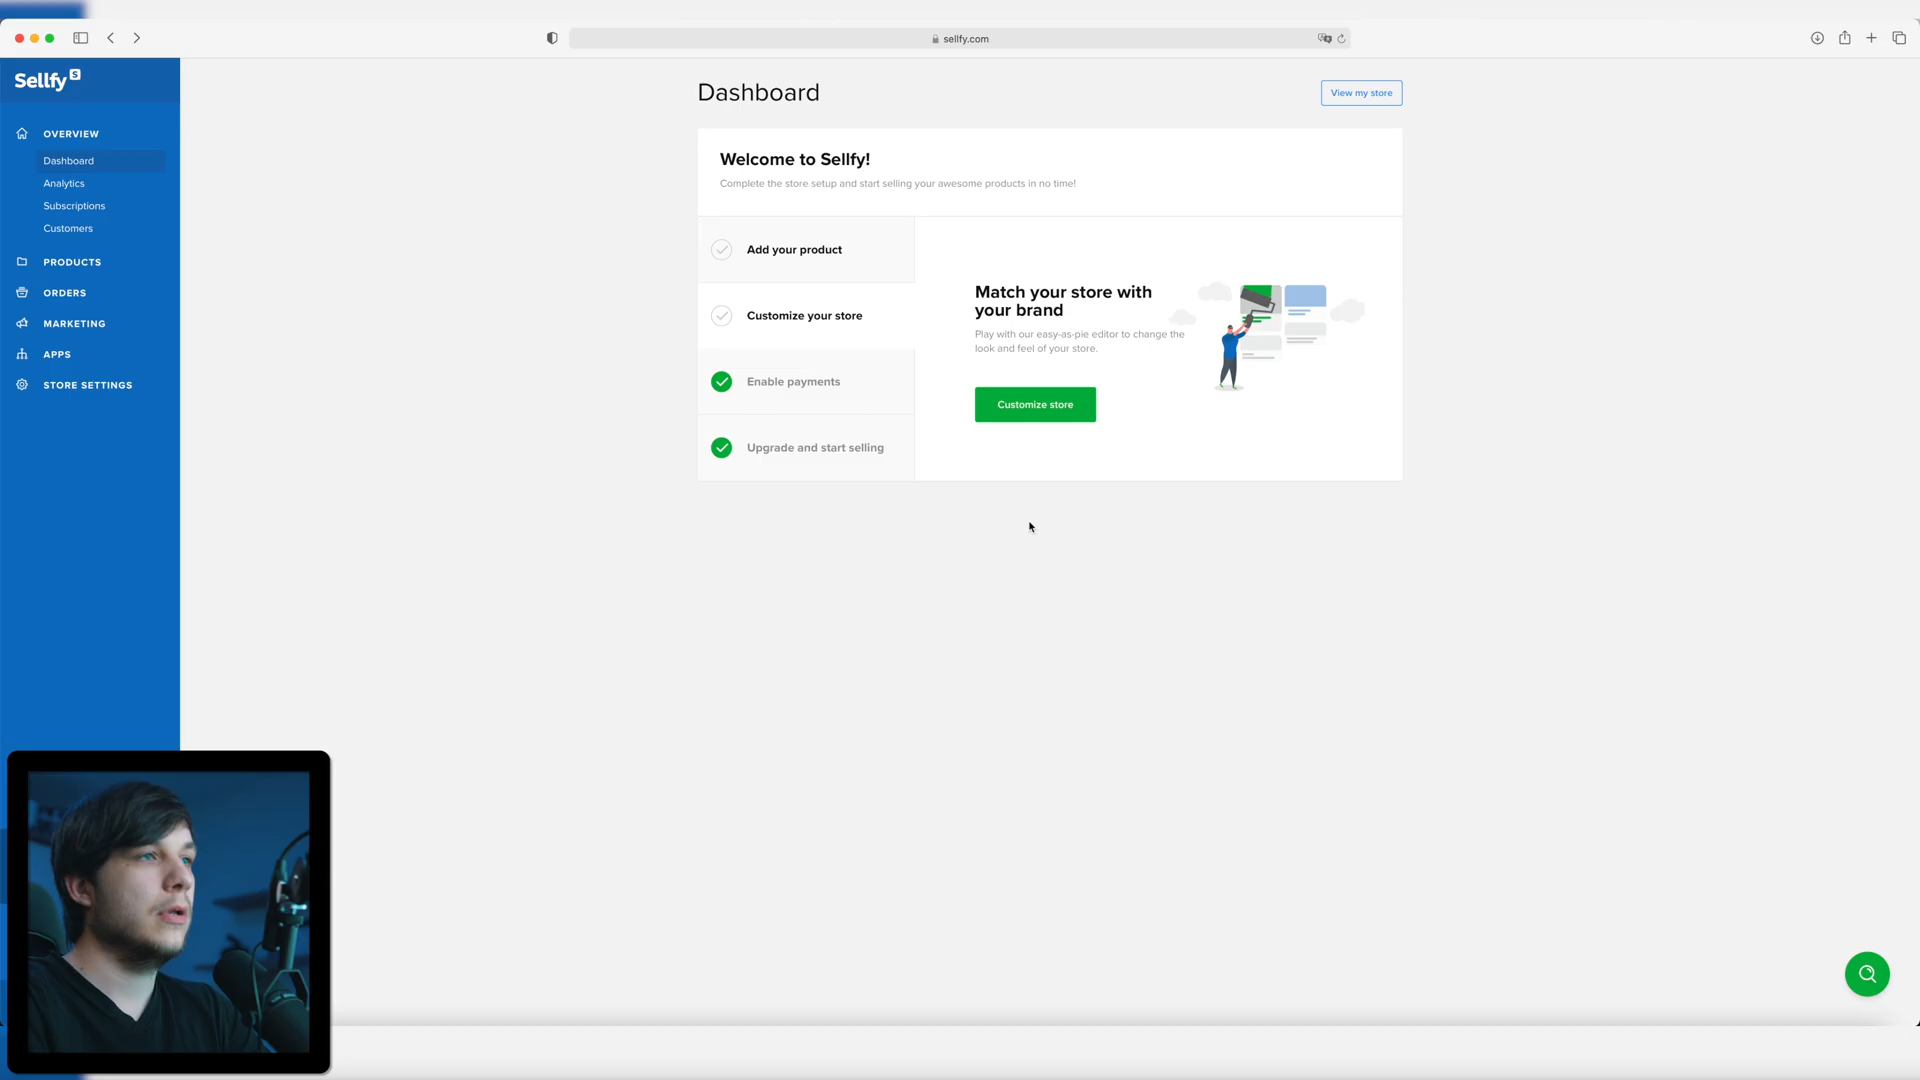 sellfy.com
Sellfy S
OVERVIEW
Dashboard
Analytics
Subscriptions
Customers
PRODUCTS
ORDERS
MARKETING
APPS
STORE SETTINGS
Dashboard
View my store
Welcome to Sellfy!
Complete the store setup and start selling your awesome products in no time!
Add your product
Customize your store
Enable payments
Upgrade and start selling
Match your store with
your brand
Play with our easy-as-pie editor to change the
look and feel of your store.
Customize store